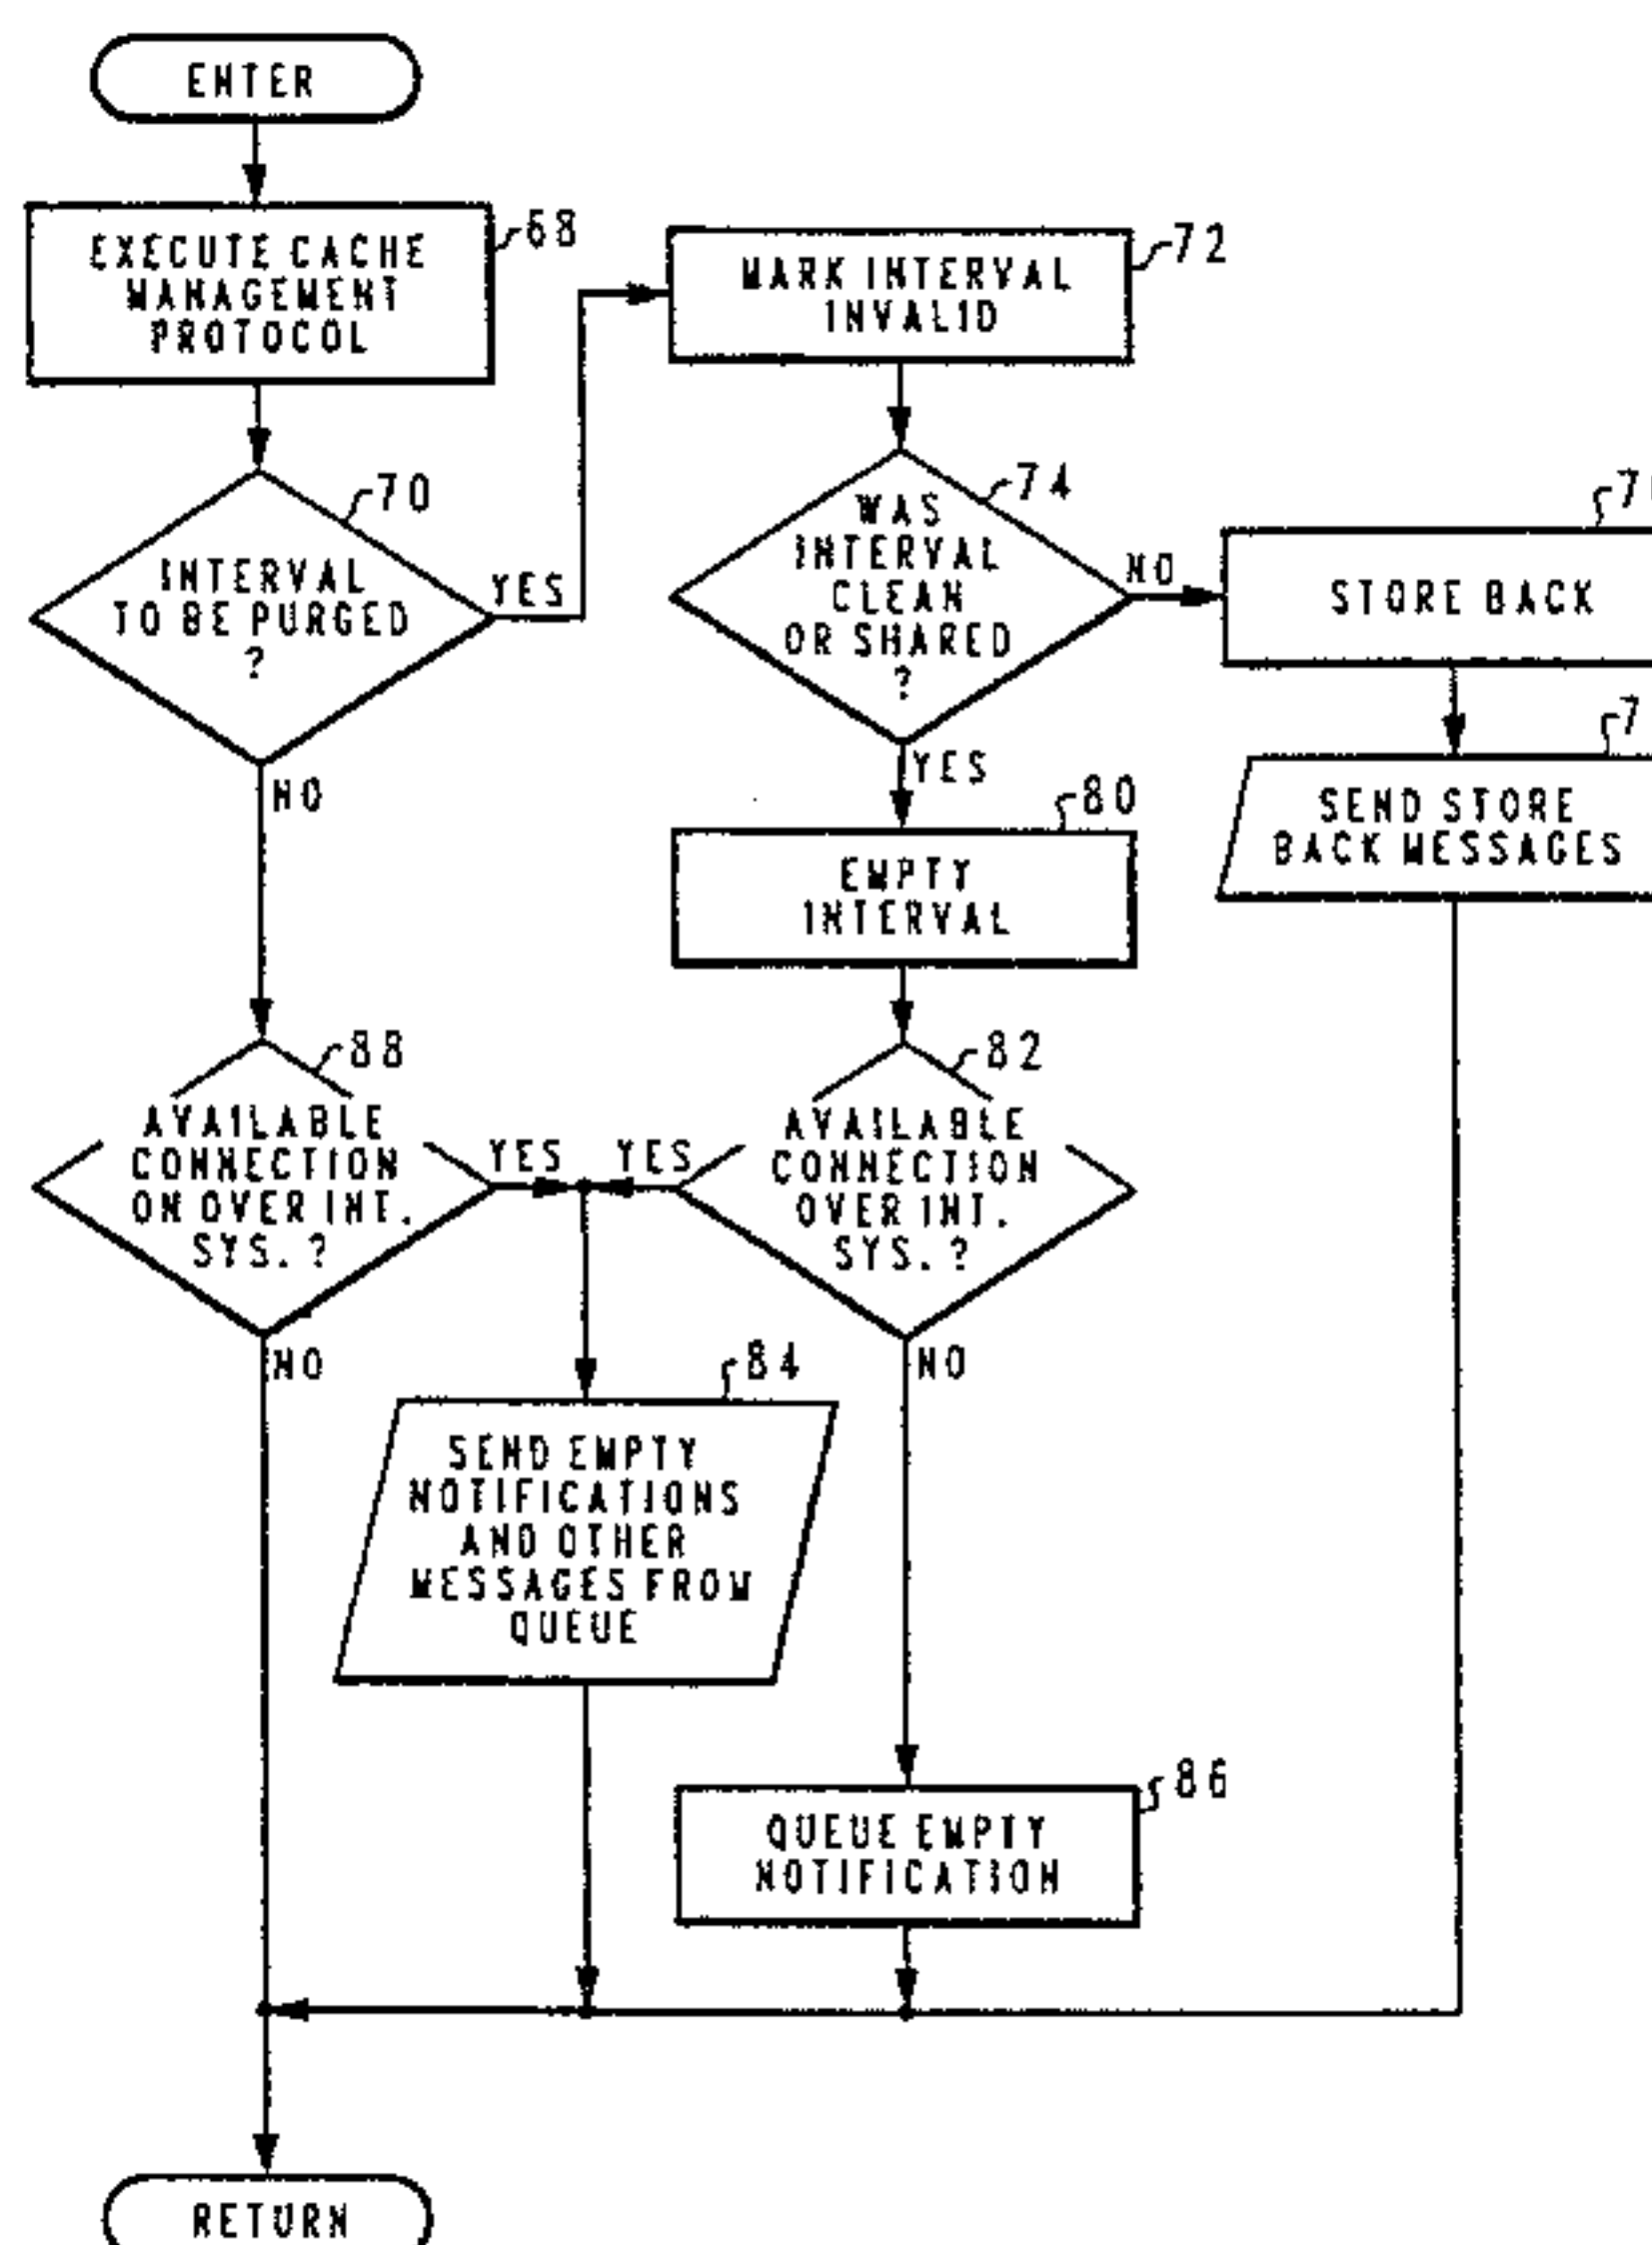 ENTER
68
EXECUTE CACHE
MANAGEMENT
PROTOCOL
72
MARK INTERVAL
INVALID
70
INTERVAL
TO BE PURGED
?
YES
NO
74
WAS
INTERVAL
CLEAN
OR SHARED
?
NO
YES
STORE BACK
SEND STORE
BACK MESSAGES
80
EMPTY
INTERVAL
88
AVAILABLE
CONNECTION
ON OVER INT.
SYS. ?
YES
NO
82
AVAILABLE
CONNECTION
OVER INT.
SYS. ?
YES
NO
84
SEND EMPTY
NOTIFICATIONS
AND OTHER
MESSAGES FROM
QUEUE
86
QUEUE EMPTY
NOTIFICATION
RETURN